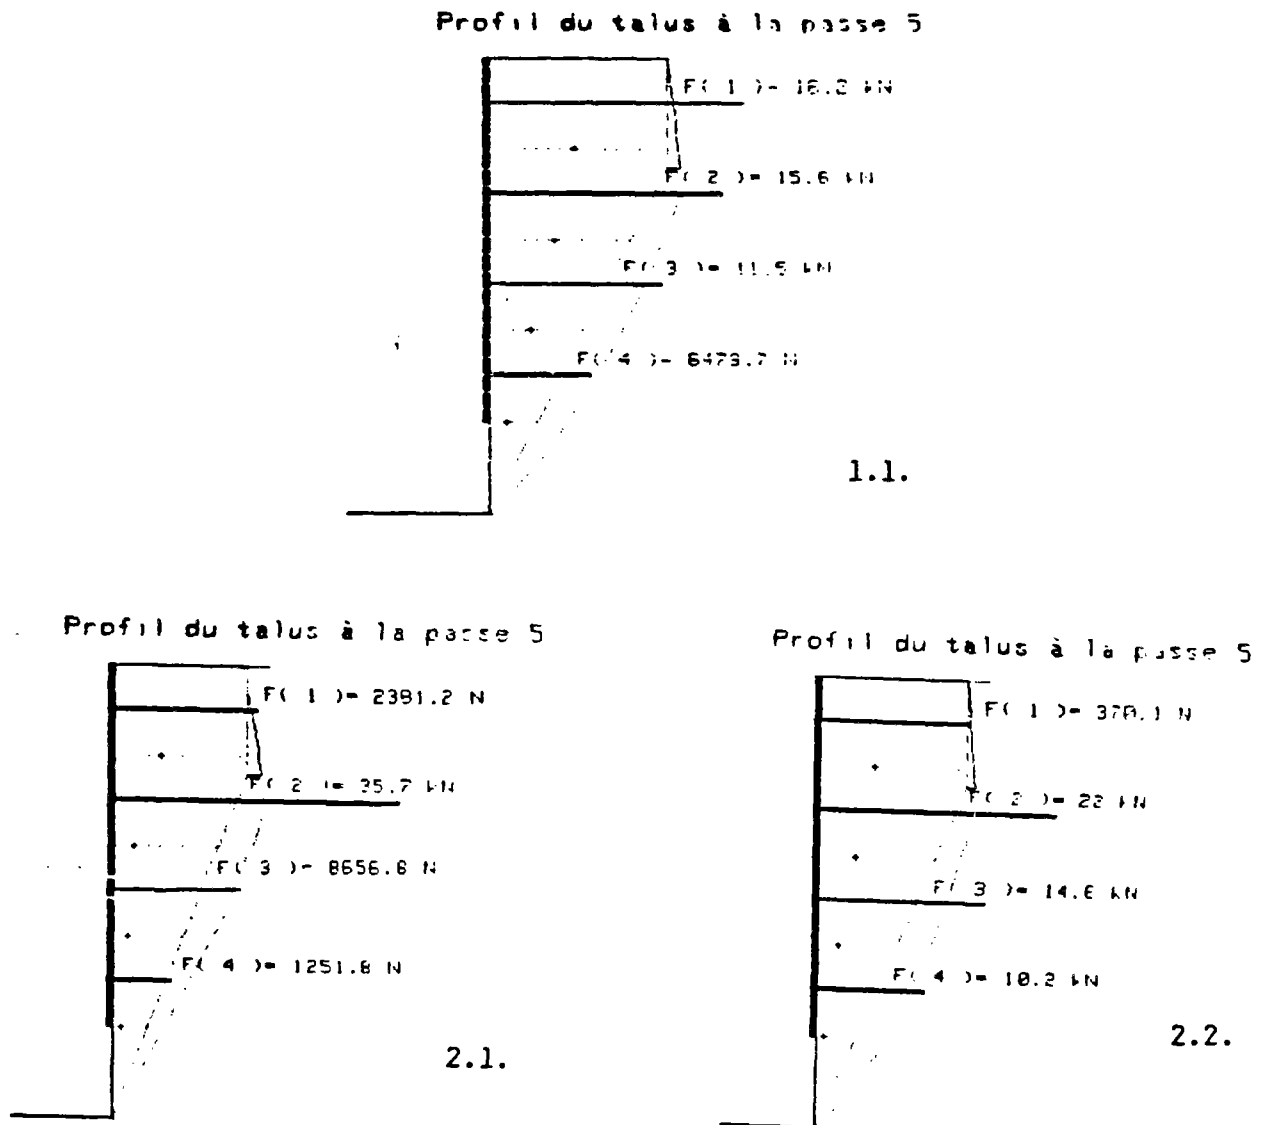 Profil du talus à la passe 5
F( 1 )= 16.2 kN
F( 2 )= 15.6 kN
F( 3 )= 11.5 kN
F( 4 )= 6479.7 N
1.1.
Profil du talus à la passe 5
F( 1 )= 2391.2 N
F( 2 )= 35.7 kN
F( 3 )= 8656.6 N
F( 4 )= 1251.8 N
2.1.
Profil du talus à la passe 5
F( 1 )= 370.1 N
F( 2 )= 22 kN
F( 3 )= 14.6 kN
F( 4 )= 10.2 kN
2.2.